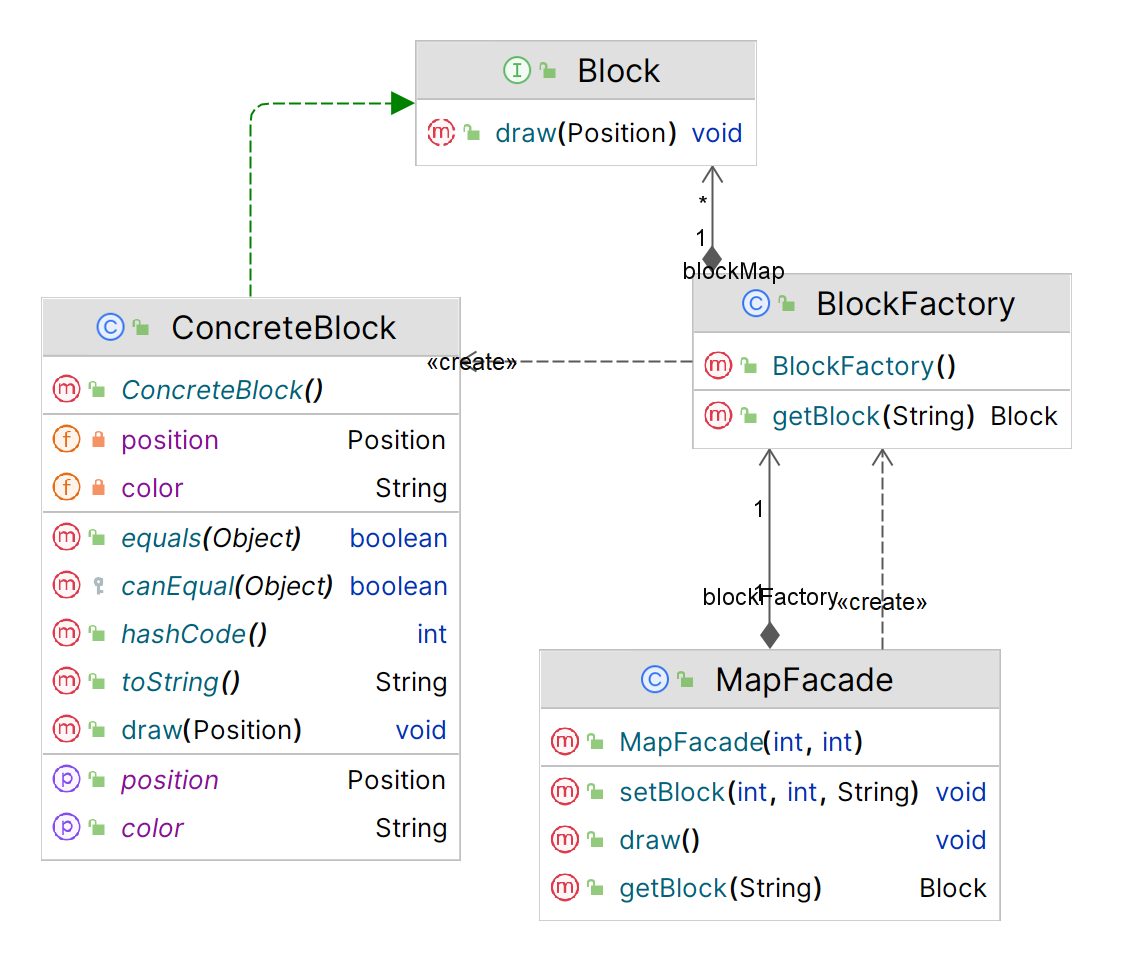 Block
draw(Position) void
*
1
blockMap
BlockFactory
BlockFactory()
getBlock(String) Block
«create»
ConcreteBlock
ConcreteBlock()
position Position
color String
equals(Object) boolean
canEqual(Object) boolean
hashCode() int
toString() String
draw(Position) void
position Position
color String
1
1
blockFactory
«create»
MapFacade
MapFacade(int, int)
setBlock(int, int, String) void
draw() void
getBlock(String) Block